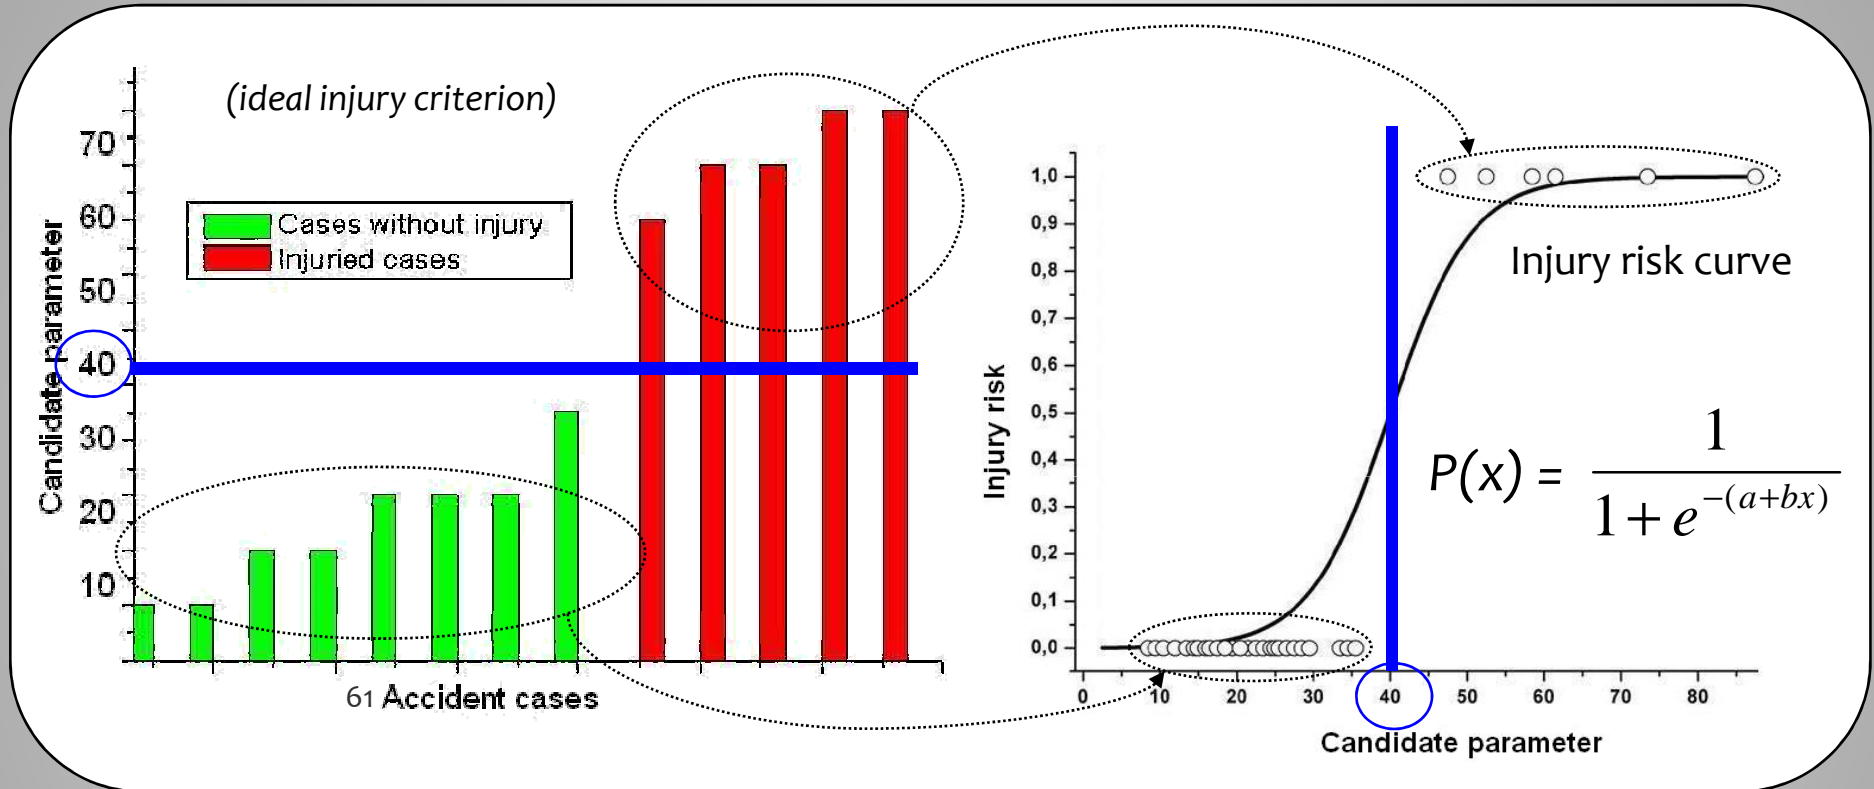 (ideal injury criterion)
70
60
50
40
30
20
10
Candidate parameter
Cases without injury
Injuried cases
61 Accident cases
1,0
0,9
0,8
0,7
0,6
0,5
0,4
0,3
0,2
0,1
0,0
Injury risk
Injury risk curve
P(x) = 1 / 1 + e^{-(a+bx)}
0 10 20 30 40 50 60 70 80
Candidate parameter